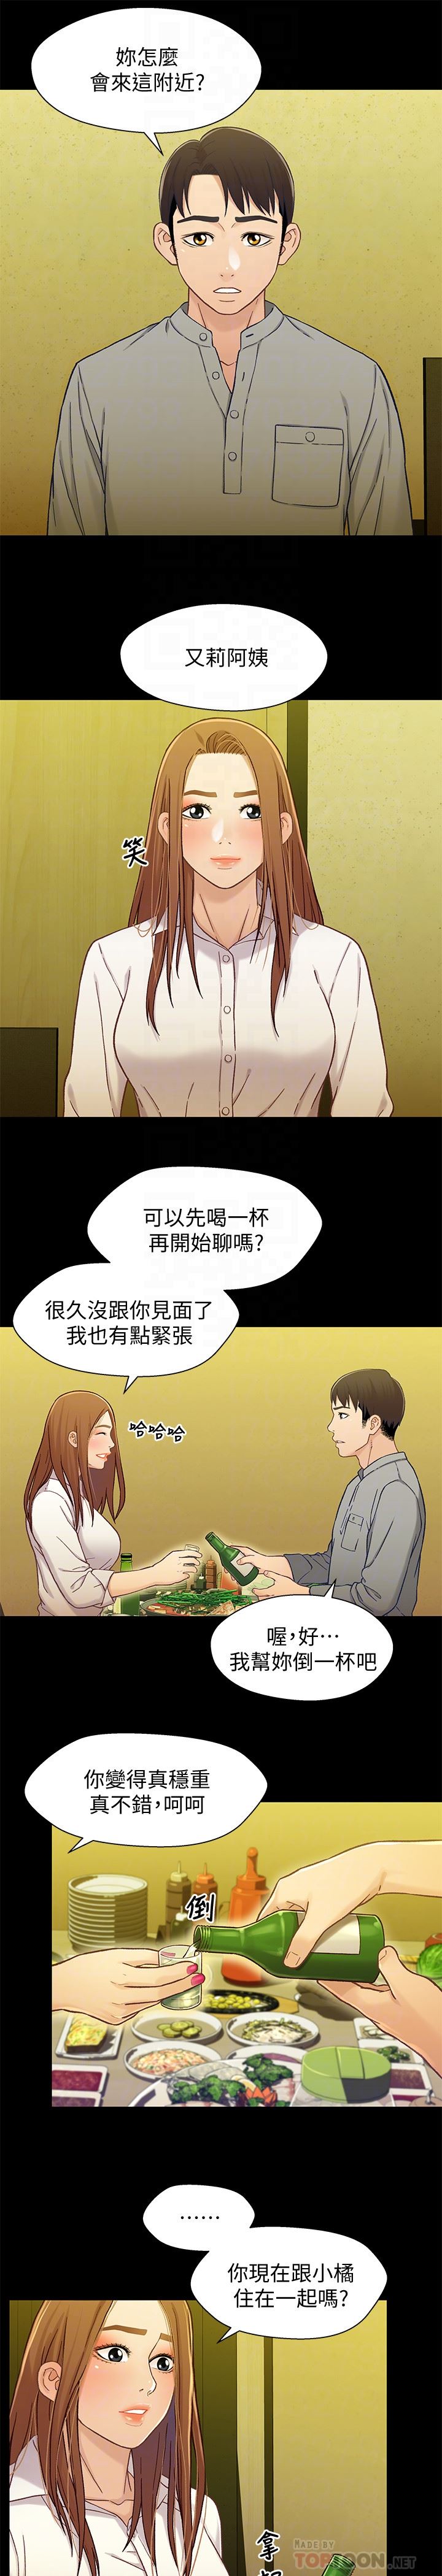 妳怎麼
會來這附近?
又莉阿姨
笑
可以先喝一杯
再開始聊嗎?
很久沒跟你見面了
我也有點緊張
哈哈哈
喔,好⋯
我幫妳倒一杯吧
你變得真穩重
真不錯,呵呵
倒
⋯⋯
你現在跟小橘
住在一起嗎?
拿
MADE BY
TOPTOON.NET